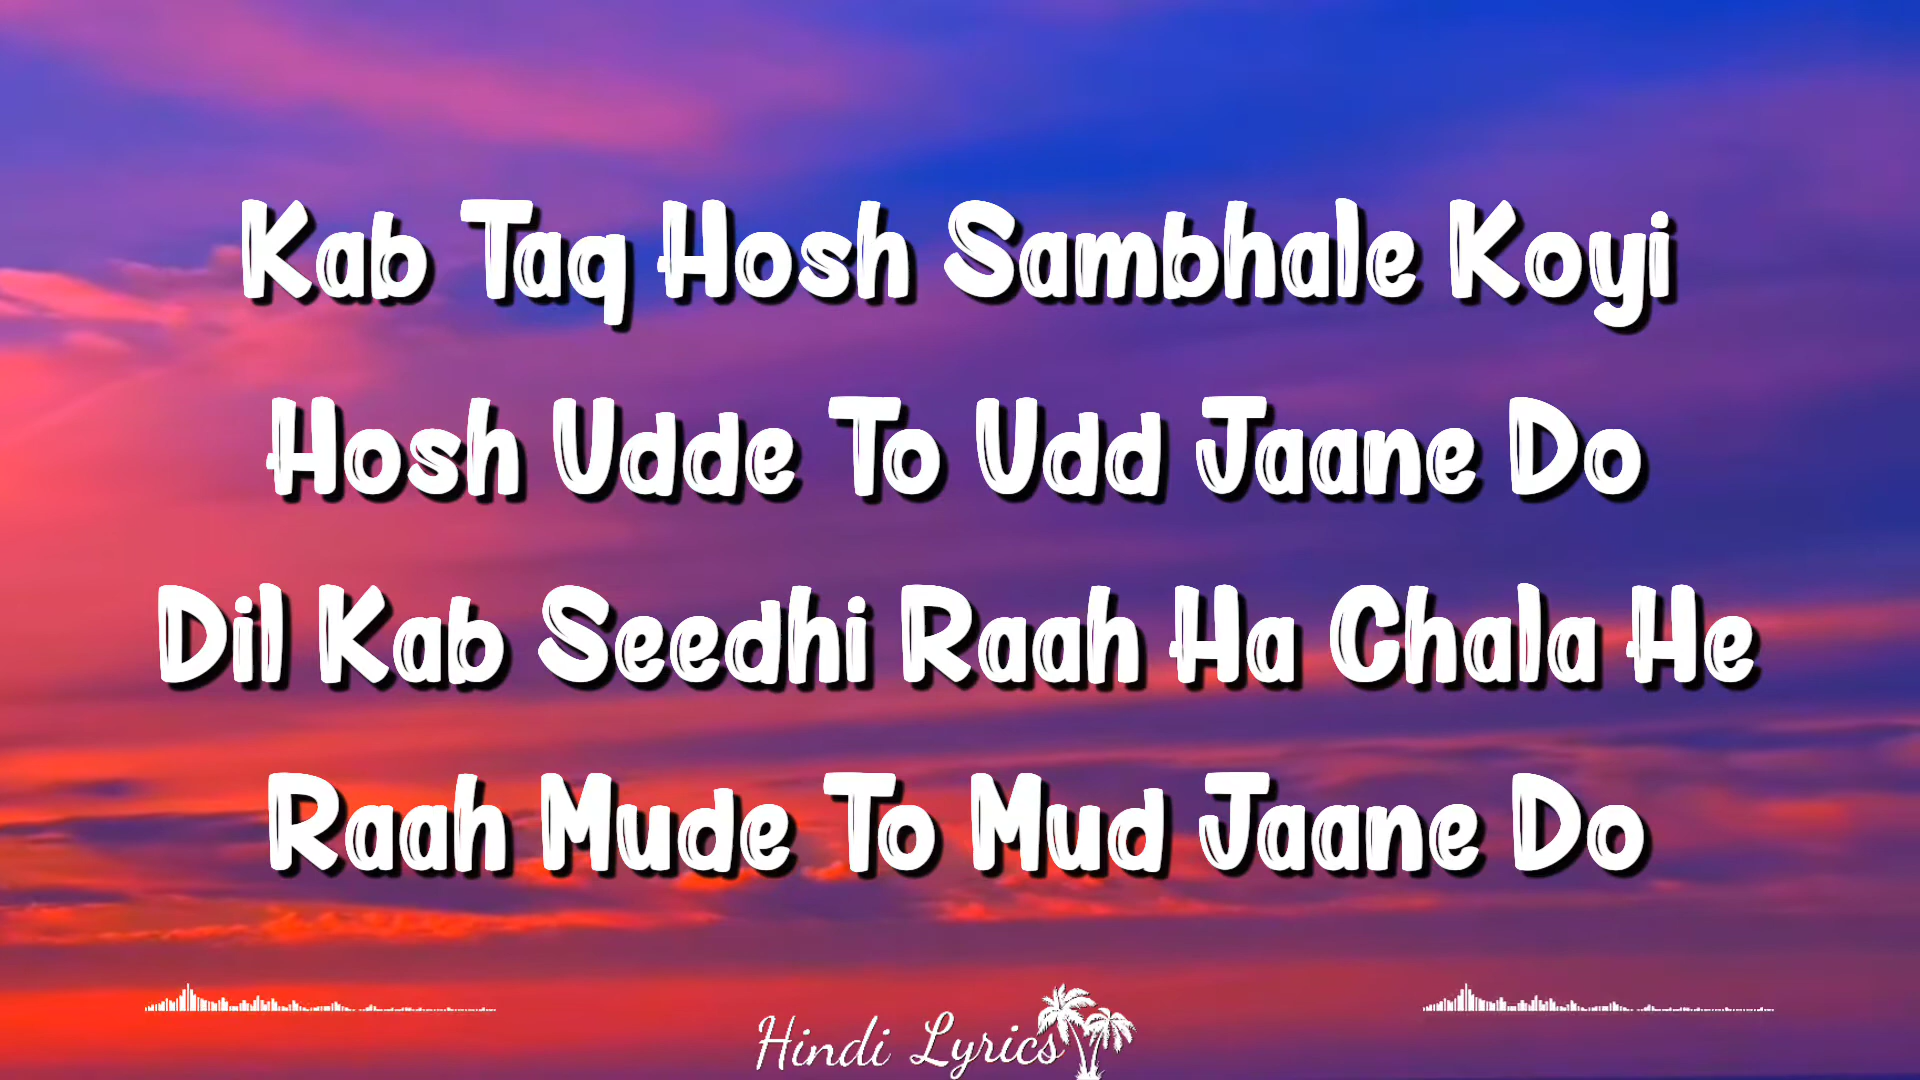 Kab Taq Hosh Sambhale Koyi
Hosh Udde To Udd Jaane Do
Dil Kab Seedhi Raah Ha Chala He
Raah Mude To Mud Jaane Do
Hindi Lyrics